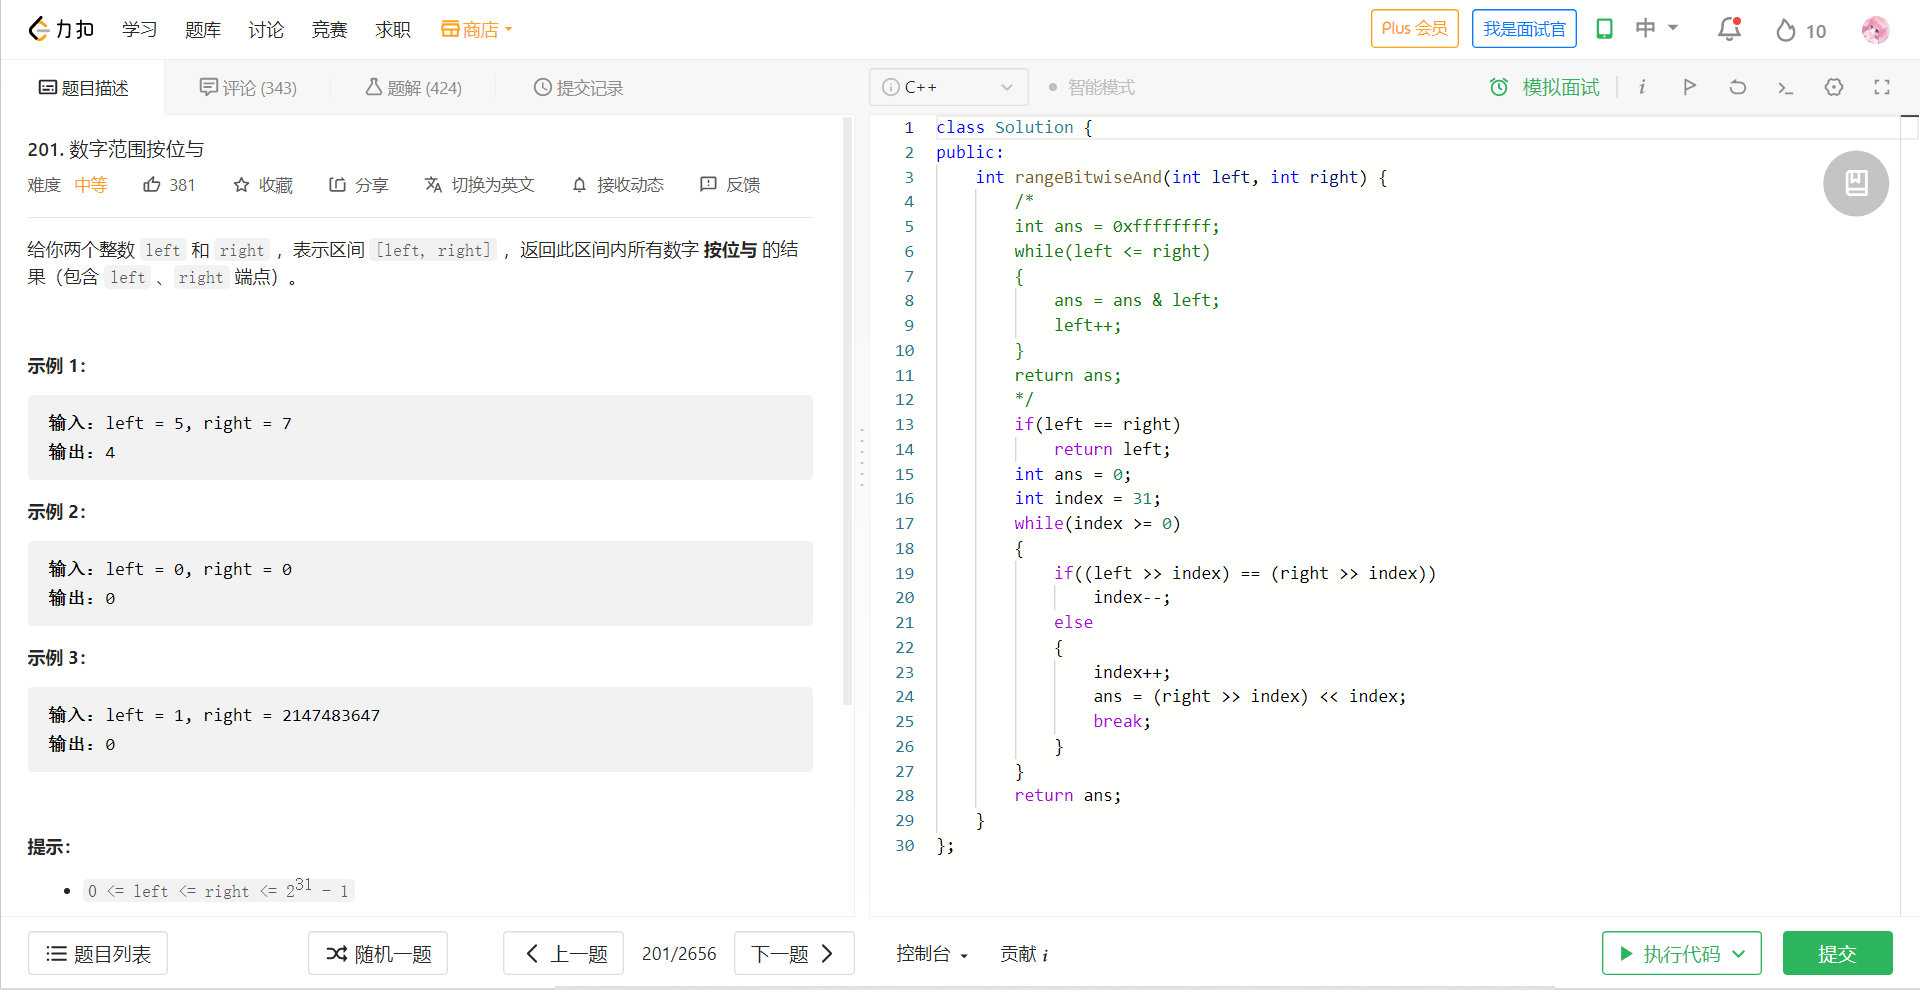 力扣 学习 题库 讨论 竞赛 求职 商店 Plus 会员 我是面试官 中 10
题目描述 评论 (343) 题解 (424) 提交记录 C++ 智能模式 模拟面试 i
201. 数字范围按位与
难度 中等 381 收藏 分享 切换为英文 接收动态 反馈
给你两个整数 left 和 right ，表示区间 [left, right] ，返回此区间内所有数字 按位与 的结
果（包含 left 、right 端点）。
示例 1：
输入：left = 5, right = 7
输出：4
示例 2：
输入：left = 0, right = 0
输出：0
示例 3：
输入：left = 1, right = 2147483647
输出：0
提示：
• 0 <= left <= right <= 2^31 - 1
1 class Solution {
2 public:
3     int rangeBitwiseAnd(int left, int right) {
4         /*
5         int ans = 0xffffffff;
6         while(left <= right)
7         {
8             ans = ans & left;
9             left++;
10         }
11         return ans;
12         */
13         if(left == right)
14             return left;
15         int ans = 0;
16         int index = 31;
17         while(index >= 0)
18         {
19             if((left >> index) == (right >> index))
20                 index--;
21             else
22             {
23                 index++;
24                 ans = (right >> index) << index;
25                 break;
26             }
27         }
28         return ans;
29     }
30 };
题目列表 随机一题 上一题 201/2656 下一题 控制台 贡献 i 执行代码 提交